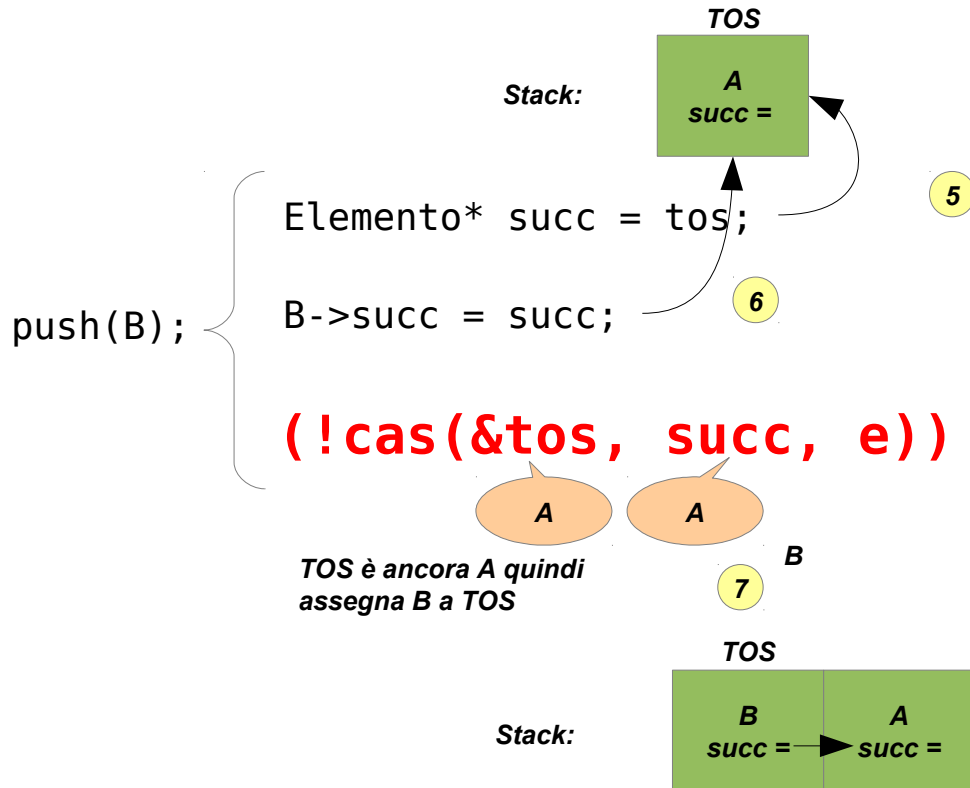 TOS
Stack:
A
succ =
Elemento* succ = tos;
5
push(B);
B->succ = succ;
6
(!cas(&tos, succ, e))
A
A
B
TOS è ancora A quindi
assegna B a TOS
7
TOS
Stack:
B
succ =
A
succ =